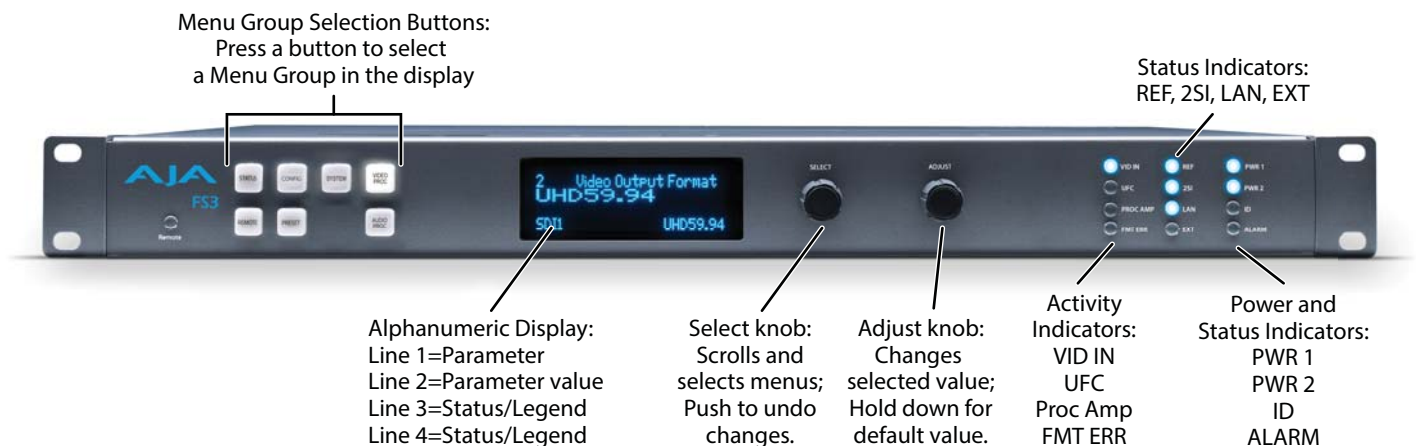 Menu Group Selection Buttons:
Press a button to select
a Menu Group in the display
Status Indicators:
REF, 2SI, LAN, EXT
AJA
FS3
Remote
STATUS
CONFIG
SYSTEM
VIDEO PROC
REMOTE
PRESET
AUDIO PROC
2 Video Output Format
UHD59.94
SDI1 UHD59.94
SELECT
ADJUST
VID IN
UFC
PROC AMP
FMT ERR
REF
2SI
LAN
EXT
PWR 1
PWR 2
ID
ALARM
Alphanumeric Display:
Line 1=Parameter
Line 2=Parameter value
Line 3=Status/Legend
Line 4=Status/Legend
Select knob:
Scrolls and
selects menus;
Push to undo
changes.
Adjust knob:
Changes
selected value;
Hold down for
default value.
Activity
Indicators:
VID IN
UFC
Proc Amp
FMT ERR
Power and
Status Indicators:
PWR 1
PWR 2
ID
ALARM